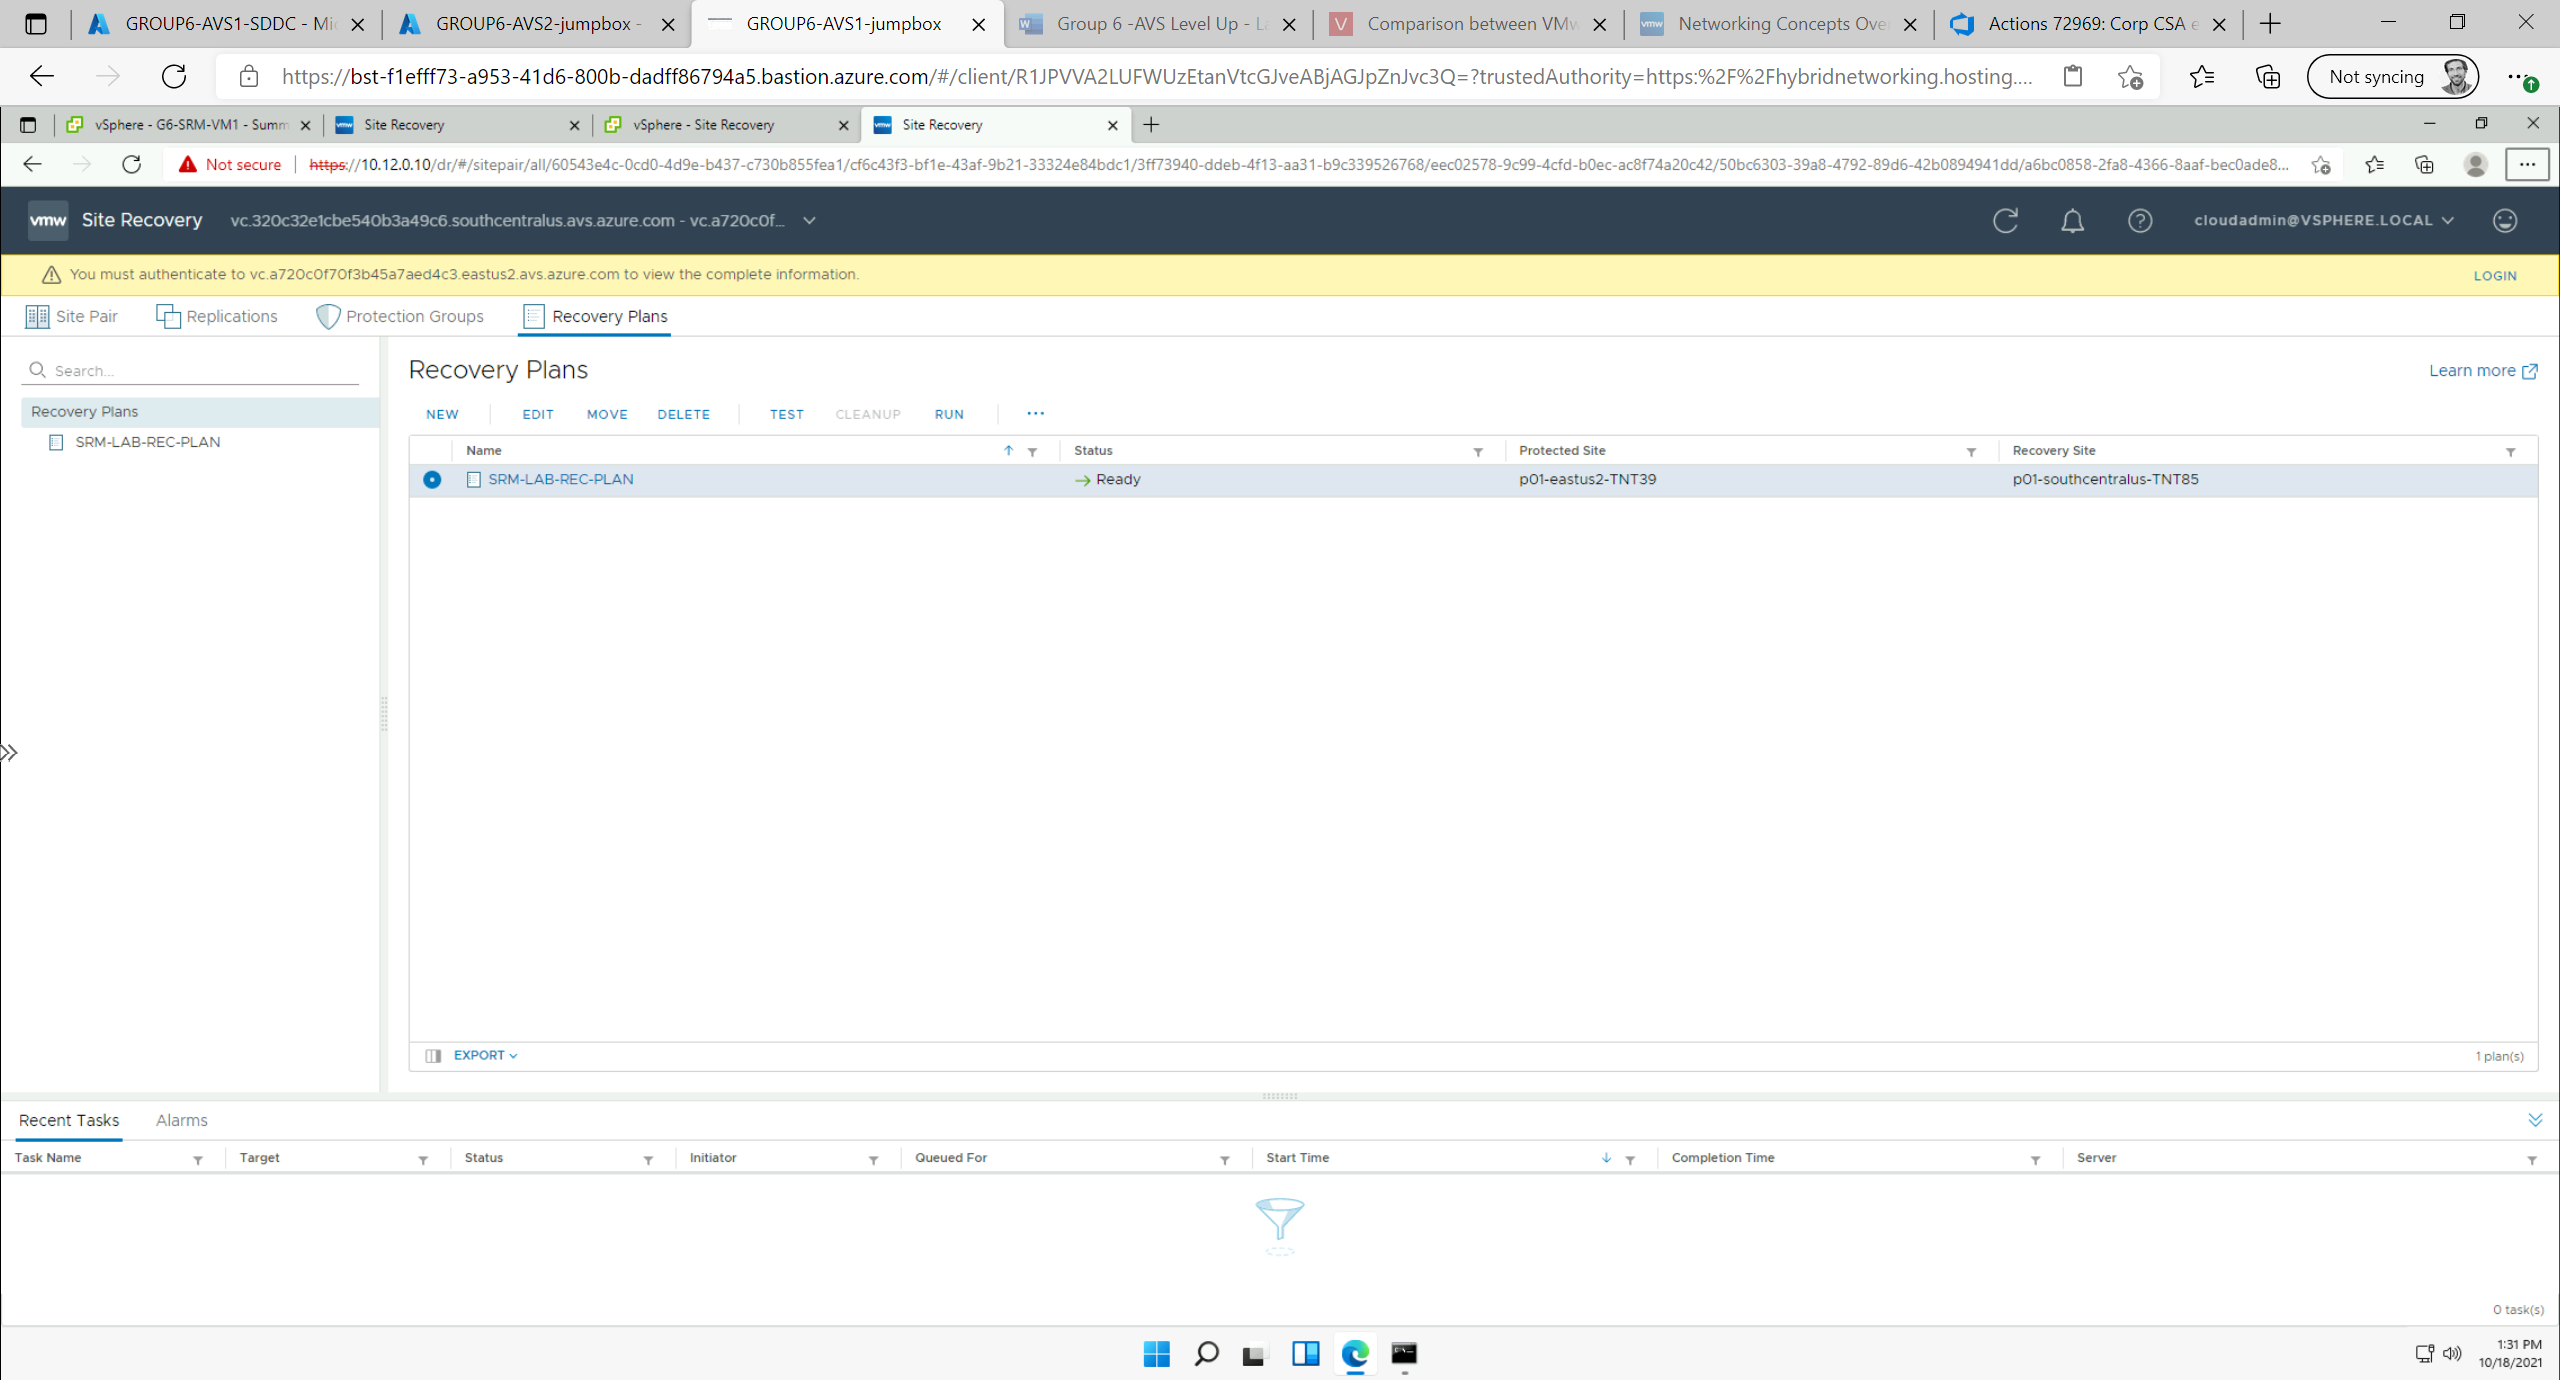 GROUP6-AVS1-SDDC - Mic
GROUP6-AVS2-jumpbox -
GROUP6-AVS1-jumpbox
Group 6 -AVS Level Up - La
Comparison between VMw
Networking Concepts Over
Actions 72969: Corp CSA e
https://bst-f1efff73-a953-41d6-800b-dadff86794a5.bastion.azure.com/#/client/R1JPVVA2LUFWUzEtanVtcGJveABjAGJpZnJvc3Q=?trustedAuthority=https:%2F%2Fhybridnetworking.hosting....
Not syncing
vSphere - G6-SRM-VM1 - Summ
Site Recovery
vSphere - Site Recovery
Site Recovery
Not secure
https://10.12.0.10/dr/#/sitepair/all/60543e4c-0cd0-4d9e-b437-c730b855fea1/cf6c43f3-bf1e-43af-9b21-33324e84bdc1/3ff73940-ddeb-4f13-aa31-b9c339526768/eec02578-9c99-4cfd-b0ec-ac8f74a20c42/50bc6303-39a8-4792-89d6-42b0894941dd/a6bc0858-2fa8-4366-8aaf-bec0ade8...
vmw Site Recovery vc.320c32e1cbe540b3a49c6.southcentralus.avs.azure.com - vc.a720c0f...
cloudadmin@VSPHERE.LOCAL
You must authenticate to vc.a720c0f70f3b45a7aed4c3.eastus2.avs.azure.com to view the complete information.
LOGIN
Site Pair Replications Protection Groups Recovery Plans
Search...
Recovery Plans
SRM-LAB-REC-PLAN
Recovery Plans
Learn more
NEW EDIT MOVE DELETE TEST CLEANUP RUN ...
Name Status Protected Site Recovery Site
SRM-LAB-REC-PLAN Ready p01-eastus2-TNT39 p01-southcentralus-TNT85
EXPORT
1 plan(s)
Recent Tasks Alarms
Task Name Target Status Initiator Queued For Start Time Completion Time Server
0 task(s)
1:31 PM
10/18/2021